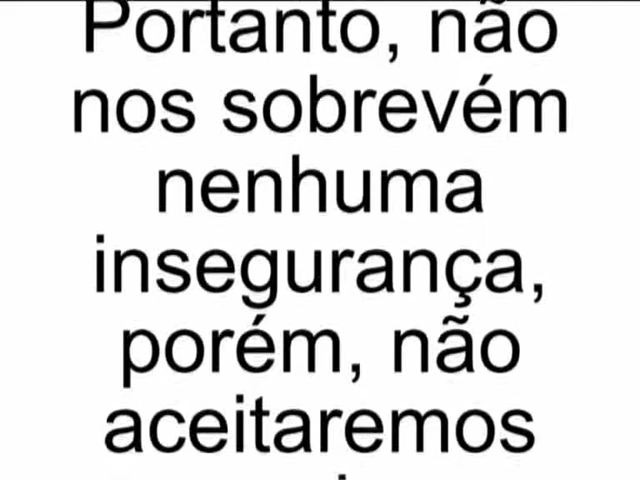 Portanto, não
nos sobrevém
nenhuma
insegurança,
porém, não
aceitaremos